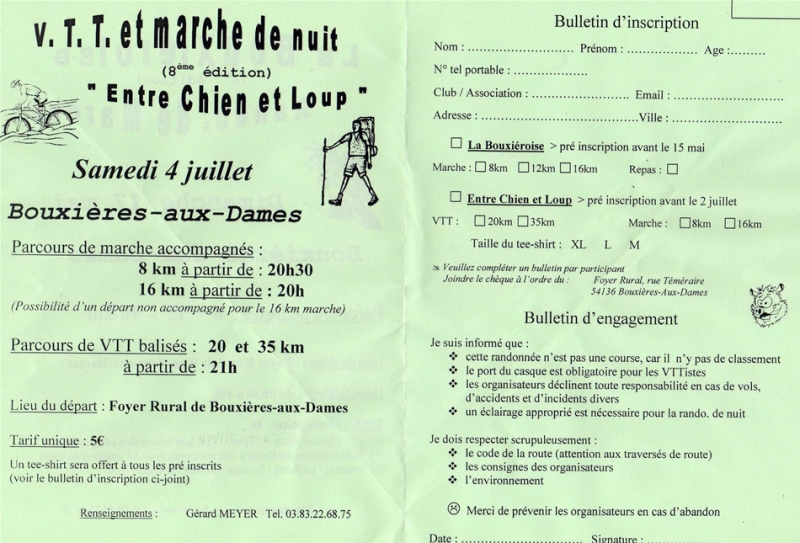 V. T. T. et marche de nuit
(8ème édition)
" Entre Chien et Loup "
Samedi 4 juillet
Bouxières-aux-Dames
Parcours de marche accompagnés :
8 km à partir de : 20h30
16 km à partir de : 20h
(Possibilité d'un départ non accompagné pour le 16 km marche)
Parcours de VTT balisés : 20 et 35 km
à partir de : 21h
Lieu du départ : Foyer Rural de Bouxières-aux-Dames
Tarif unique : 5€
Un tee-shirt sera offert à tous les pré inscrits
(voir le bulletin d'inscription ci-joint)
Renseignements : Gérard MEYER Tel. 03.83.22.68.75
Bulletin d'inscription
Nom : .......................... Prénom : .................. Age :.........
N° tel portable : ...................
Club / Association : ......................... Email : ............................
Adresse : ........................................Ville : .............................
☐ La Bouxiéroise > pré inscription avant le 15 mai
Marche : ☐ 8km ☐ 12km ☐ 16km Repas : ☐
☐ Entre Chien et Loup > pré inscription avant le 2 juillet
VTT : ☐ 20km ☐ 35km Marche : ☐ 8km ☐ 16km
Taille du tee-shirt : XL L M
Veuillez compléter un bulletin par participant
Joindre le chèque à l'ordre du : Foyer Rural, rue Téméraire
54136 Bouxières-Aux-Dames
Bulletin d'engagement
Je suis informé que :
❖ cette randonnée n'est pas une course, car il n'y pas de classement
❖ le port du casque est obligatoire pour les VTTistes
❖ les organisateurs déclinent toute responsabilité en cas de vols,
d'accidents et d'incidents divers
❖ un éclairage approprié est nécessaire pour la rando. de nuit
Je dois respecter scrupuleusement :
❖ le code de la route (attention aux traversés de route)
❖ les consignes des organisateurs
❖ l'environnement
☹ Merci de prévenir les organisateurs en cas d'abandon
Date : ................................ Signature : ......................